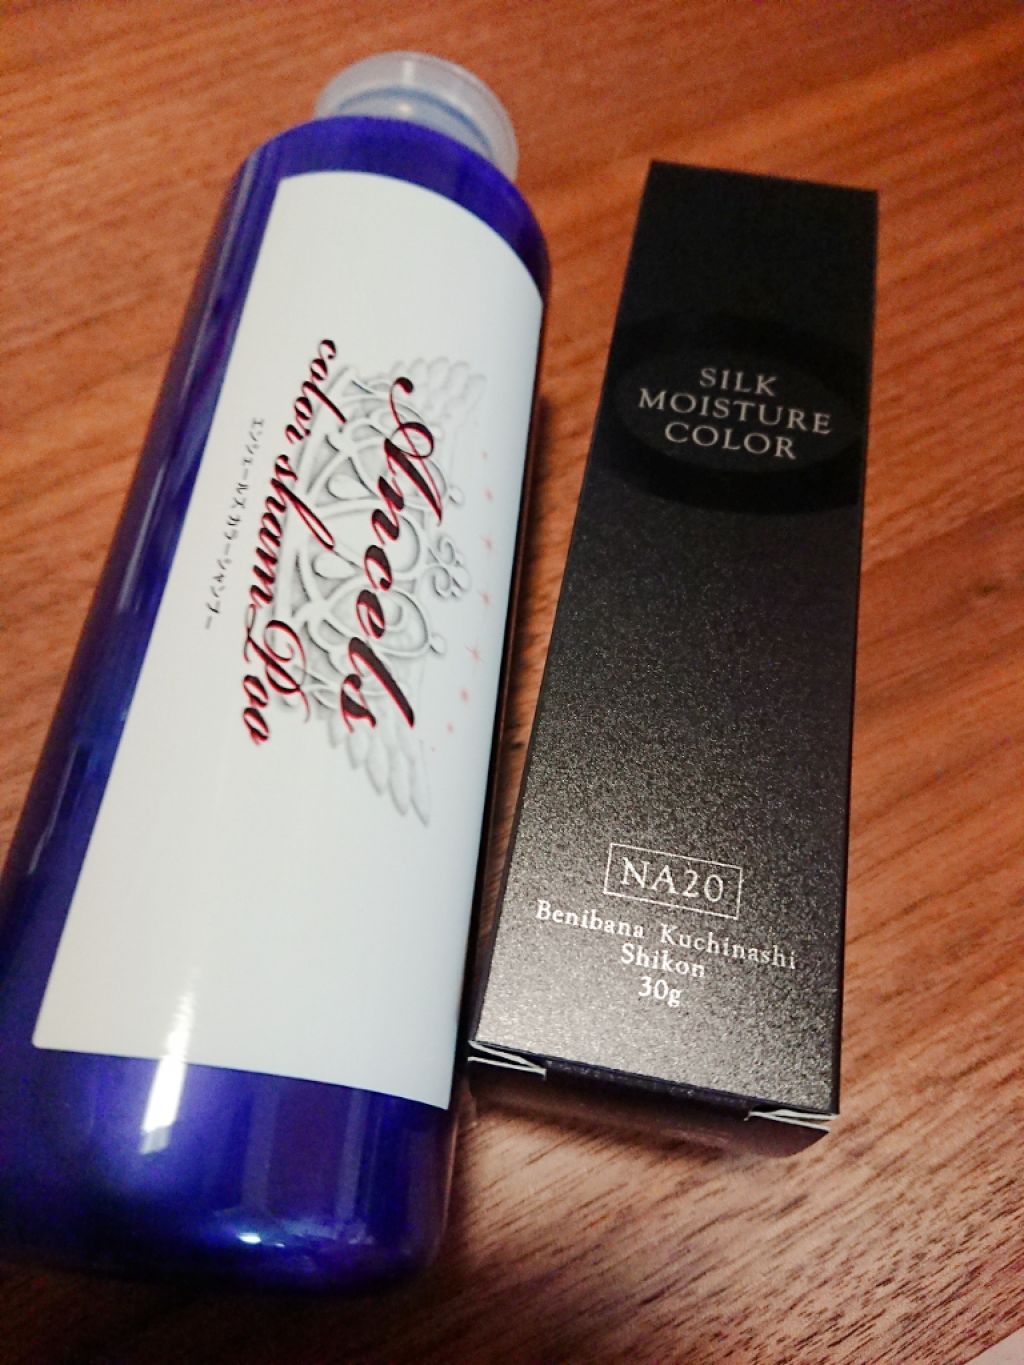 Ancels
color shamPoo
エンシェールズ カラーシャンプー
SILK
MOISTURE
COLOR
NA20
Benibana Kuchinashi
Shikon
30g